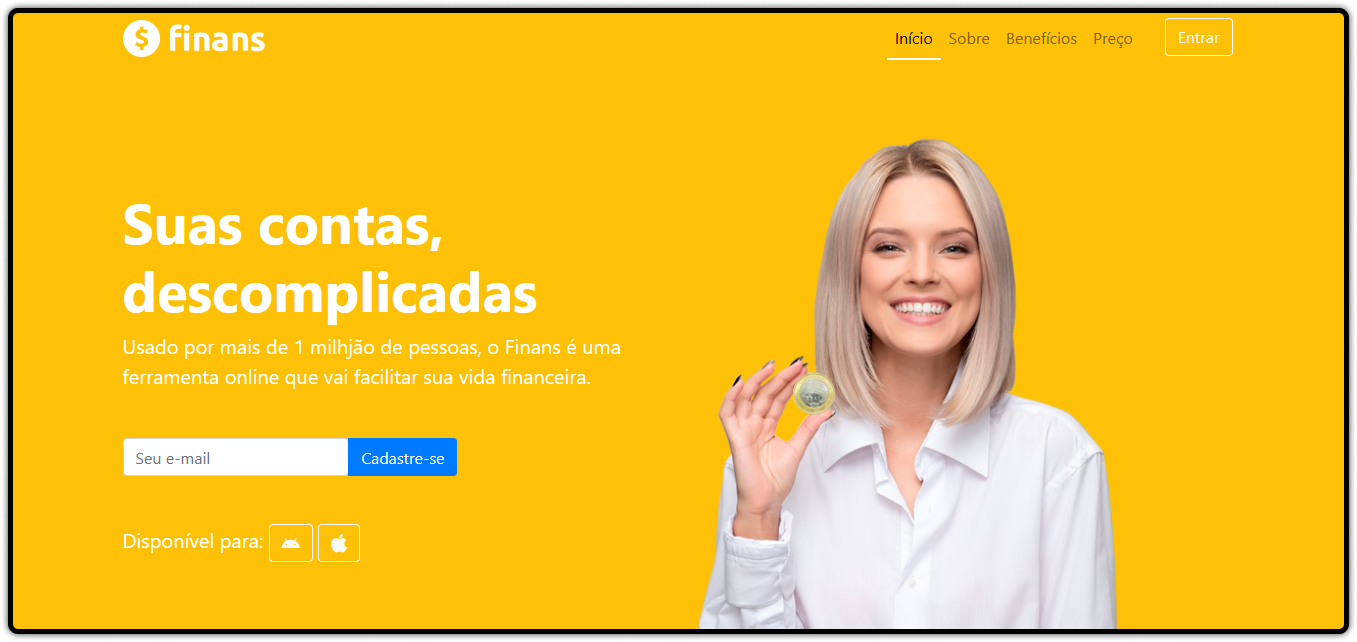 $ finans
Início Sobre Benefícios Preço Entrar
Suas contas,
descomplicadas
Usado por mais de 1 milhjão de pessoas, o Finans é uma
ferramenta online que vai facilitar sua vida financeira.
Seu e-mail Cadastre-se
Disponível para: